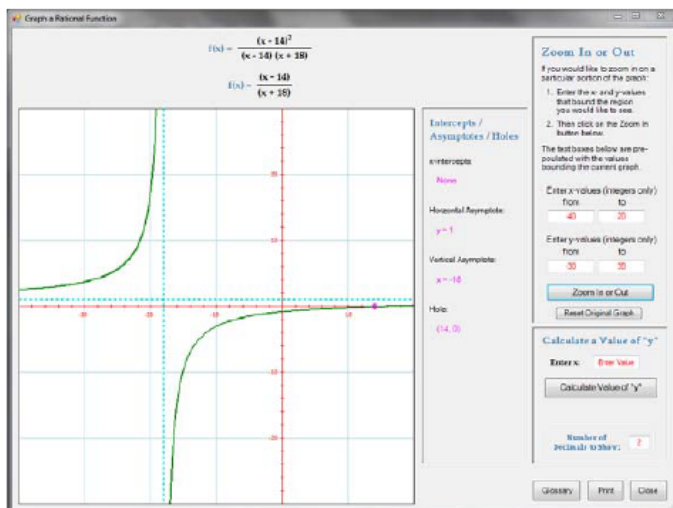 Graph a Rational Function
f(x) = (x - 14)² / (x - 14) (x + 18)
f(x) = (x - 14) / (x + 18)
Intercepts /
Asymptotes / Holes
x-intercepts:
None
Horizontal Asymptote:
y = 1
Vertical Asymptote:
x = -18
Hole:
(14, 0)
Zoom In or Out
If you would like to zoom in on a
particular portion of the graph:
1. Enter the x- and y-values
that bound the region
you would like to see.
2. Then click on the Zoom In
button below.
The text boxes below are pre-
populated with the values
bounding the current graph.
Enter x-values (integers only)
from to
-40 20
Enter y-values (integers only)
from to
-30 30
Zoom In or Out
Reset Original Graph
Calculate a Value of "y"
Enter x: Enter Value
Calculate Value of "y"
Number of
Decimals to Show: 2
Glossary Print Close